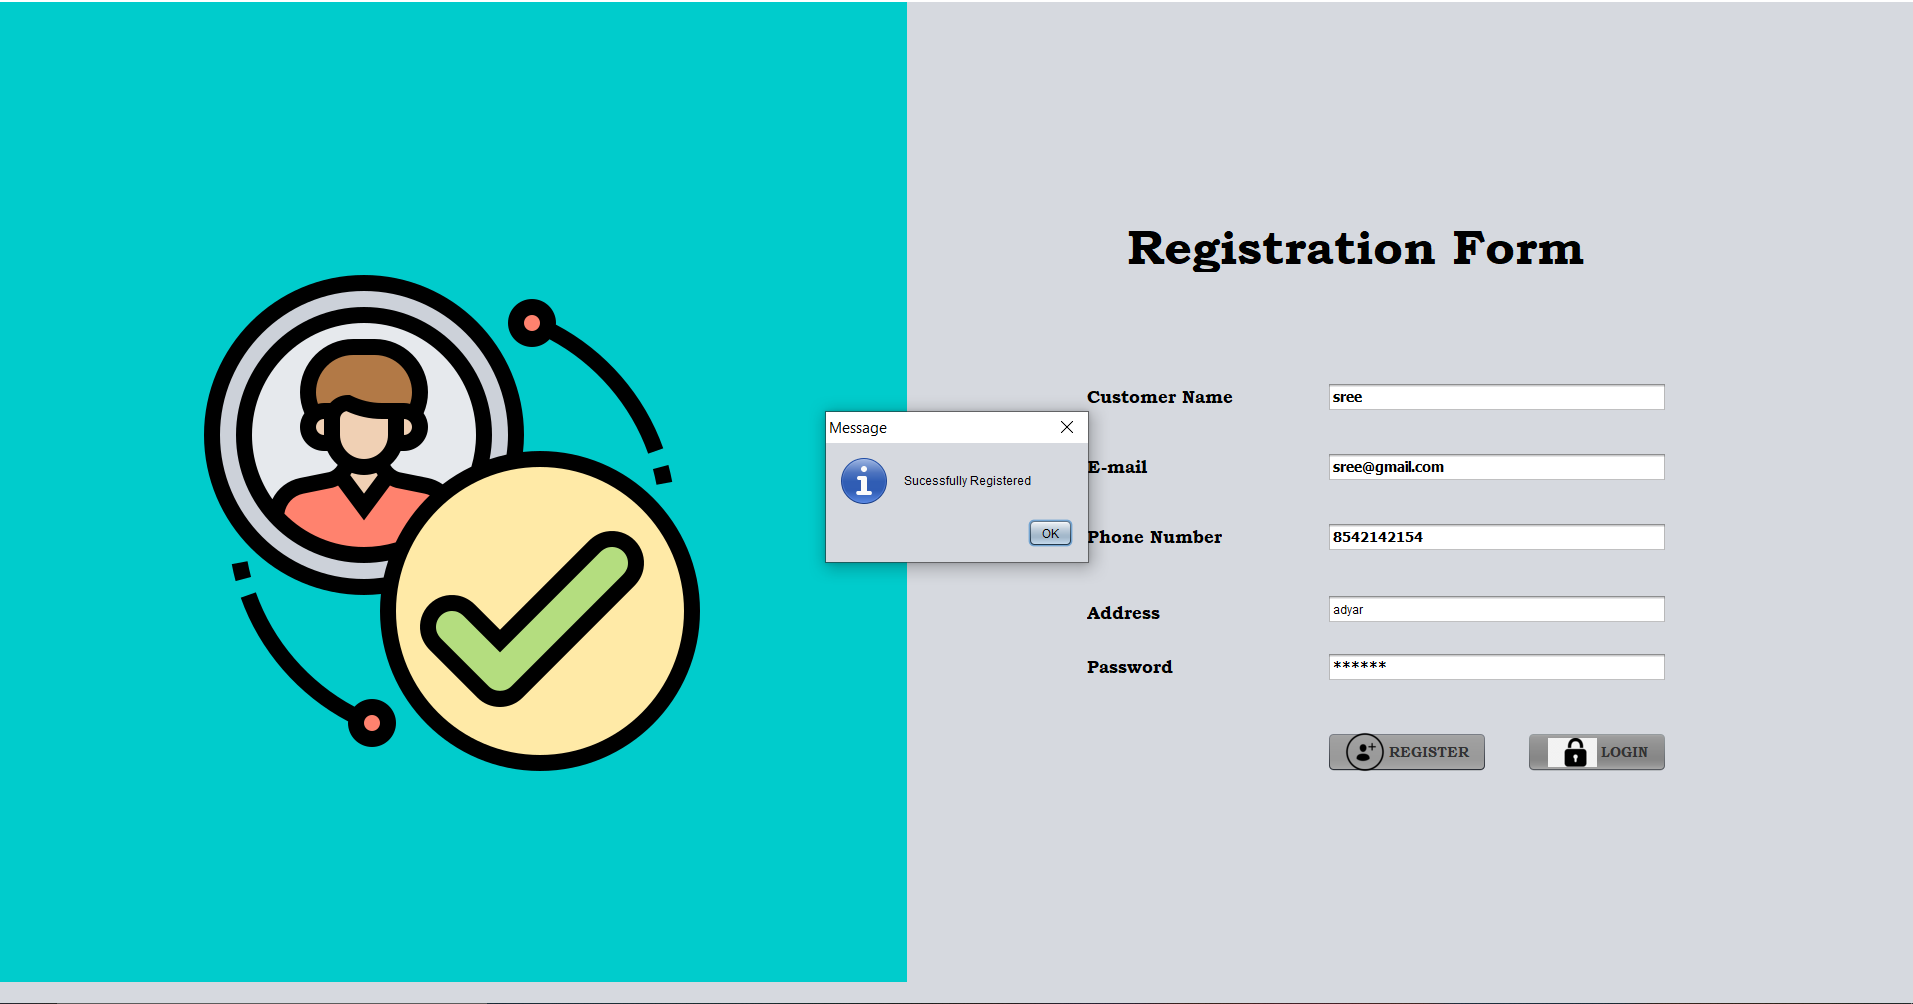 Registration Form
Customer Name sree
Message
Sucessfully Registered
OK
E-mail sree@gmail.com
Phone Number 8542142154
Address adyar
Password ******
REGISTER LOGIN